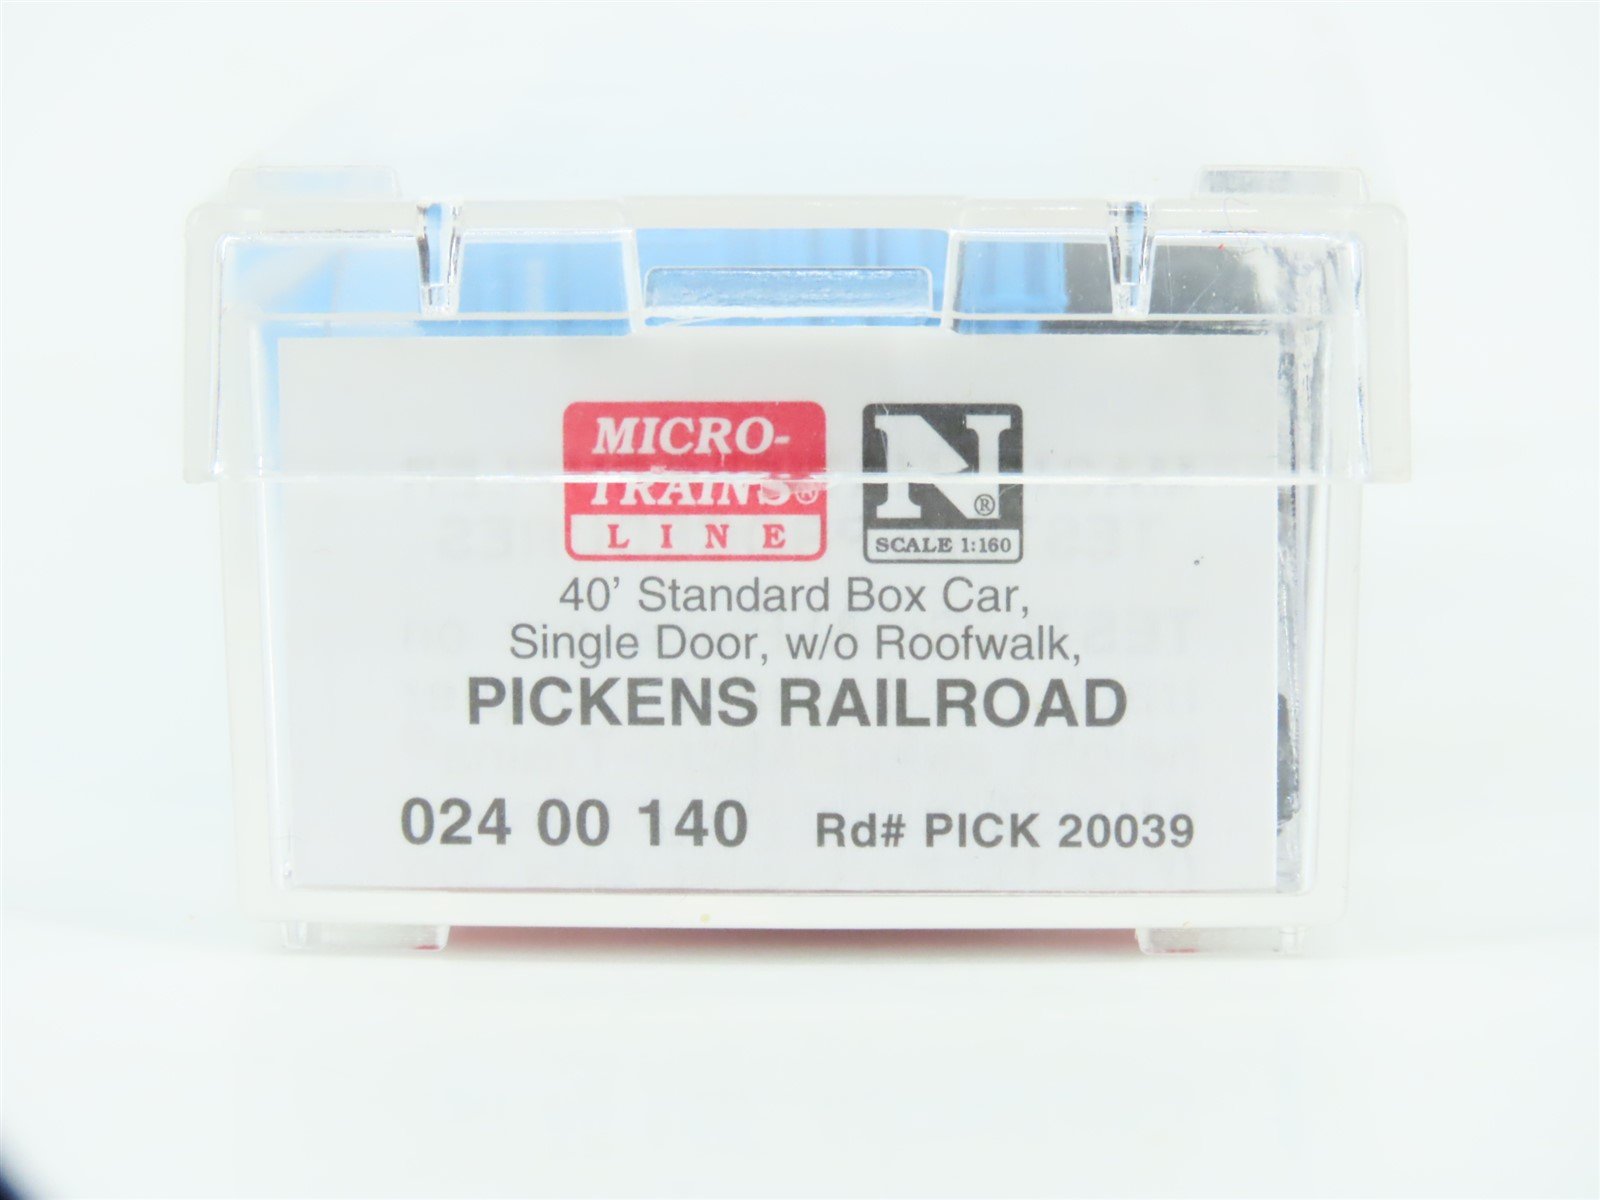 MICRO-
TRAINS®
LINE
N®
SCALE 1:160
40' Standard Box Car,
Single Door, w/o Roofwalk,
PICKENS RAILROAD
024 00 140 Rd# PICK 20039